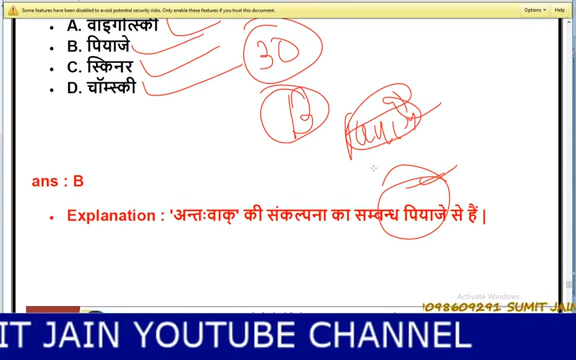 Some features have been disabled to avoid potential security risks. Only enable these features if you trust this document.
Options
A. वाइगोत्स्की
B. पियाजे
C. स्किनर
D. चॉम्स्की
30
B
ans : B
Explanation : 'अन्तःवाक्' की संकल्पना का सम्बन्ध पियाजे से हैं |
Activate Windows
098609291 SUMIT JAIN
IT JAIN YOUTUBE CHANNEL